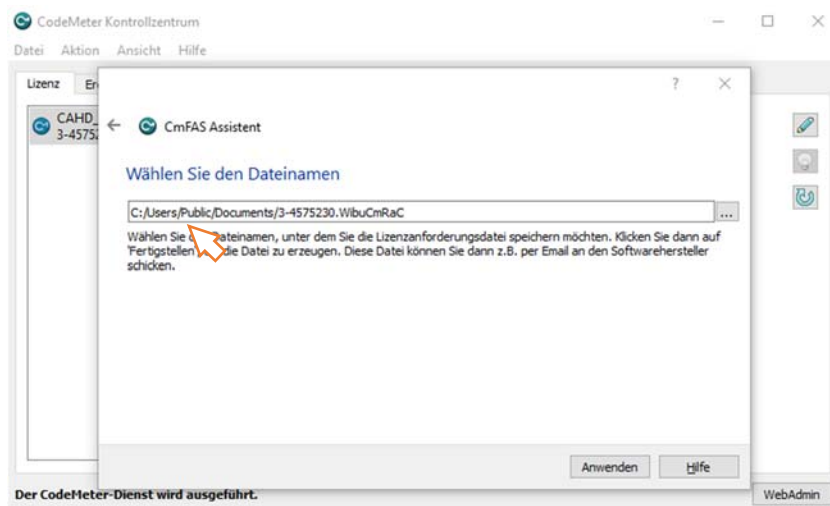 CodeMeter Kontrollzentrum
Datei Aktion Ansicht Hilfe
Lizenz
CAHD_
3-4575
CmFAS Assistent
Wählen Sie den Dateinamen
C:/Users/Public/Documents/3-4575230.WibuCmRaC
...
Wählen Sie Dateinamen, unter dem Sie die Lizenzanforderungsdatei speichern möchten. Klicken Sie dann auf
'Fertigstellen die Datei zu erzeugen. Diese Datei können Sie dann z.B. per Email an den Softwarehersteller
schicken.
Anwenden Hilfe
Der CodeMeter-Dienst wird ausgeführt.
WebAdmin